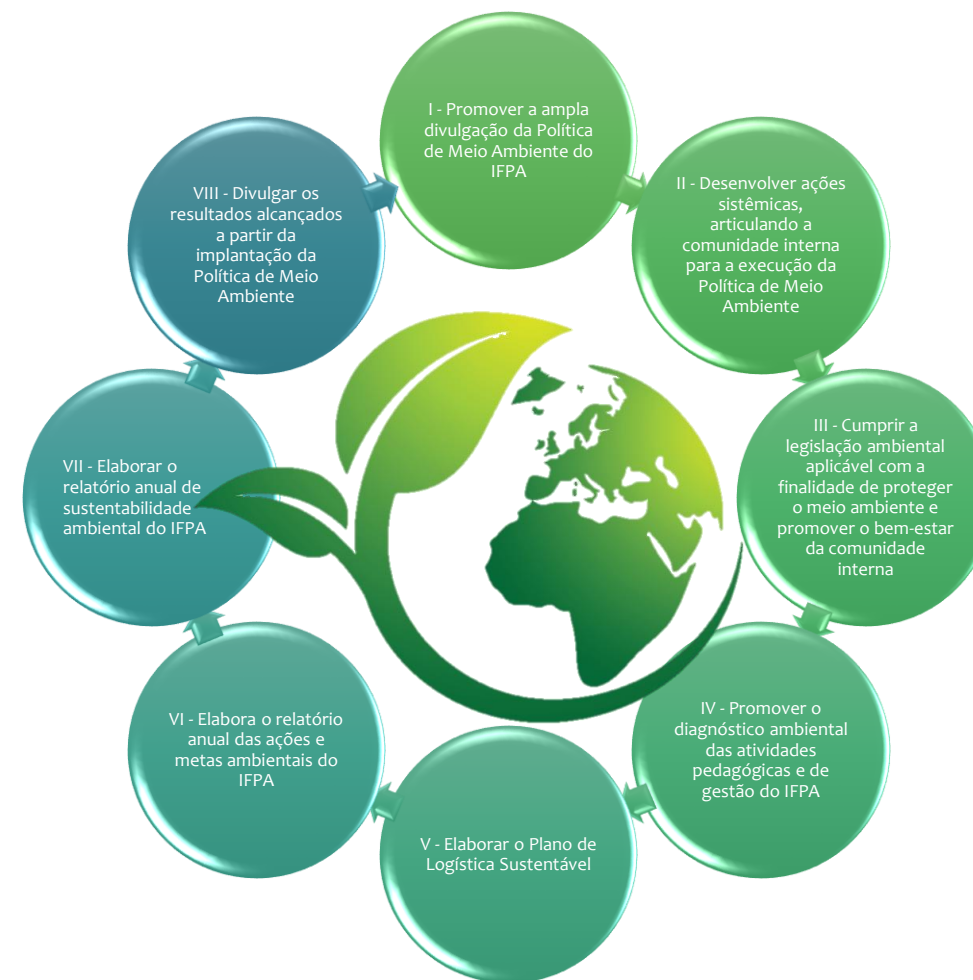 I - Promover a ampla
divulgação da Política
de Meio Ambiente do
IFPA
II - Desenvolver ações
sistêmicas,
articulando a
comunidade interna
para a execução da
Política de Meio
Ambiente
III - Cumprir a
legislação ambiental
aplicável com a
finalidade de proteger
o meio ambiente e
promover o bem-estar
da comunidade
interna
IV - Promover o
diagnóstico ambiental
das atividades
pedagógicas e de
gestão do IFPA
V - Elaborar o Plano de
Logística Sustentável
VI - Elabora o relatório
anual das ações e
metas ambientais do
IFPA
VII - Elaborar o
relatório anual de
sustentabilidade
ambiental do IFPA
VIII - Divulgar os
resultados alcançados
a partir da
implantação da
Política de Meio
Ambiente